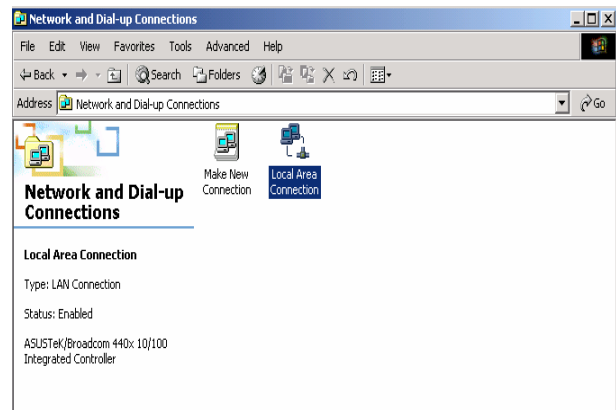 Network and Dial-up Connections
File Edit View Favorites Tools Advanced Help
Back Search Folders
Address Network and Dial-up Connections Go
Make New
Connection
Local Area
Connection
Network and Dial-up
Connections
Local Area Connection
Type: LAN Connection
Status: Enabled
ASUSTeK/Broadcom 440x 10/100
Integrated Controller